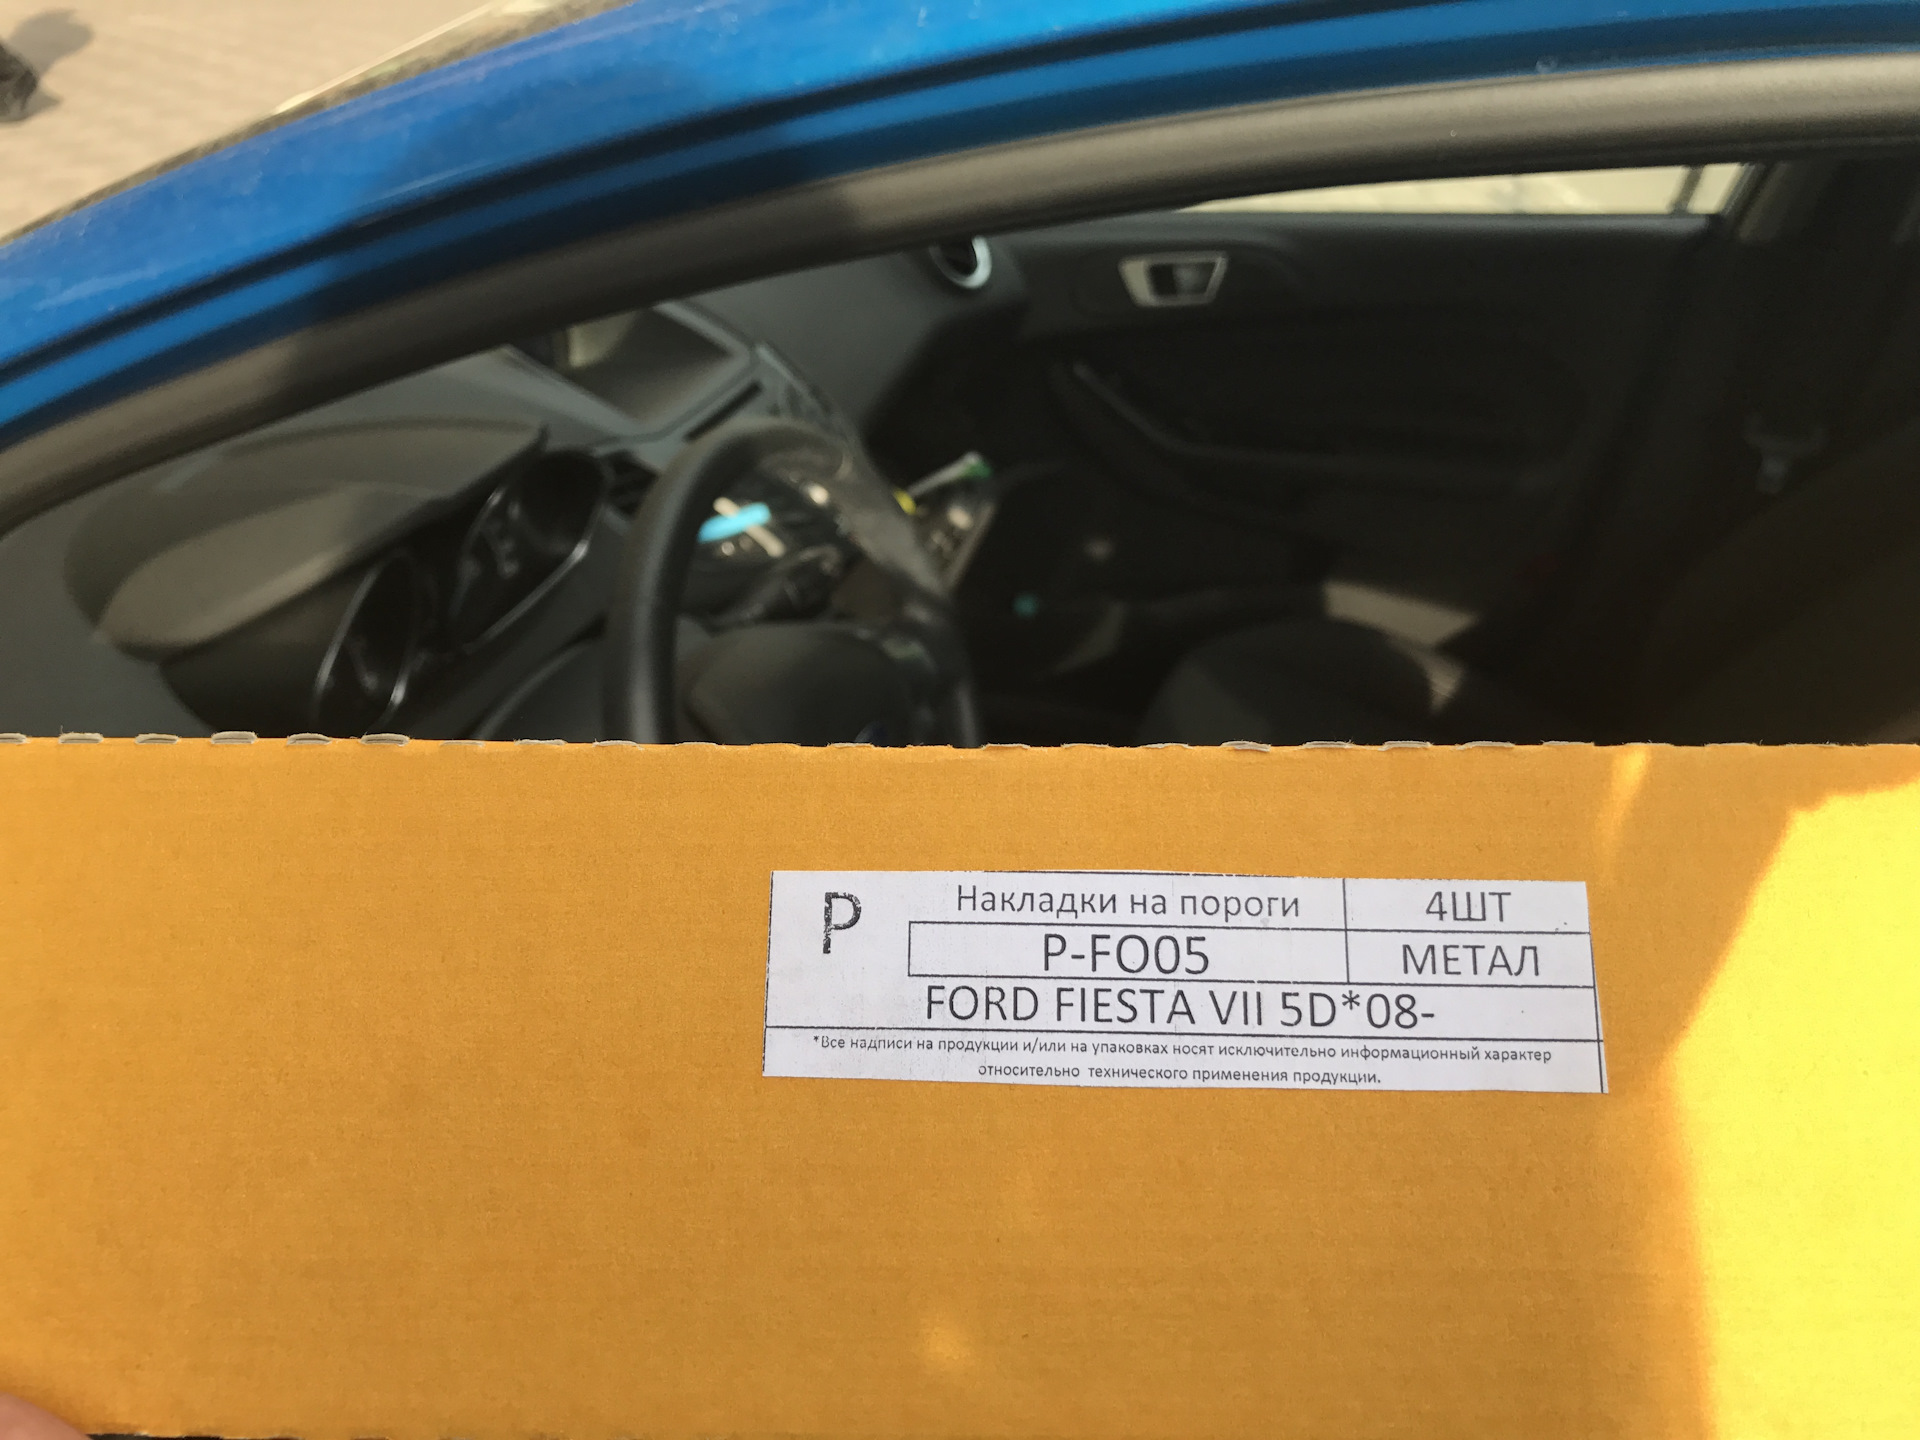 P
Накладки на пороги
4ШТ
P-FO05
МЕТАЛ
FORD FIESTA VII 5D*08-
*Все надписи на продукции и/или на упаковках носят исключительно информационный характер
относительно технического применения продукции.